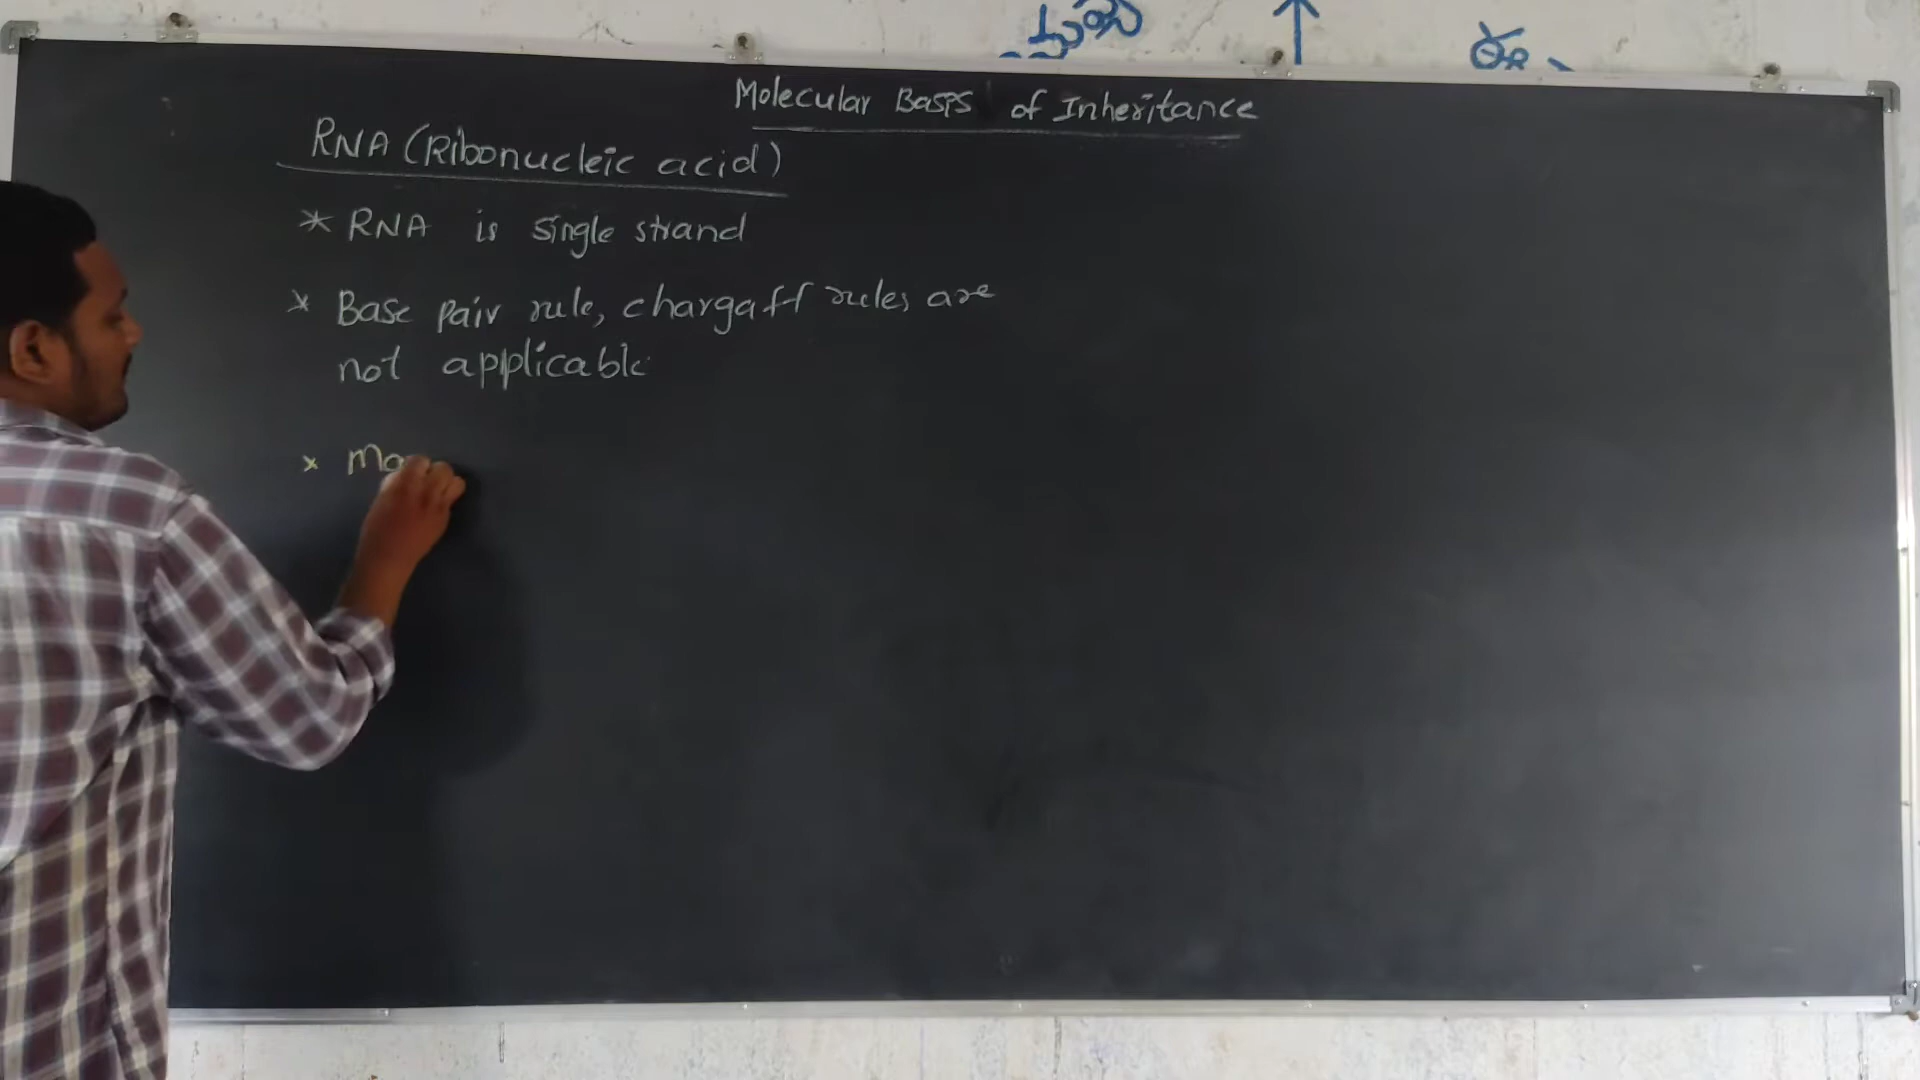 Molecular Basis of Inheritance
RNA (Ribonucleic acid)
* RNA is single strand
* Base pair rule, chargaff rules are
not applicable
*